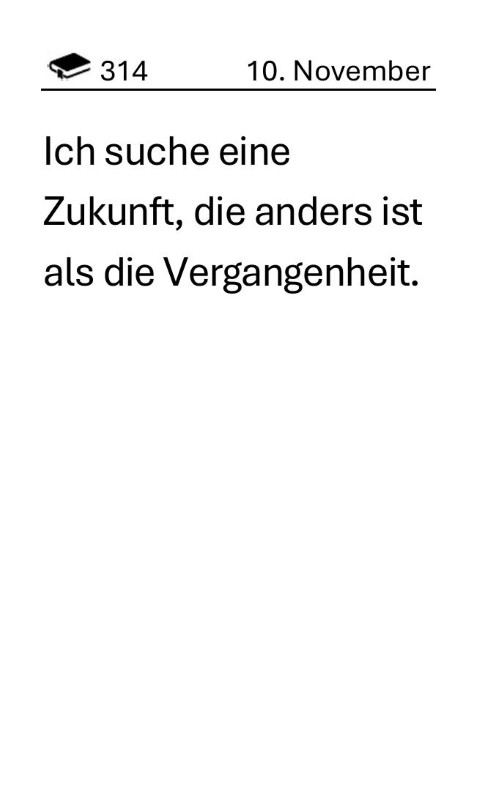 314 10. November
Ich suche eine
Zukunft, die anders ist
als die Vergangenheit.